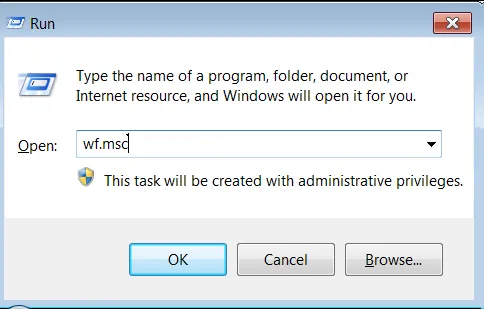 Run
Type the name of a program, folder, document, or
Internet resource, and Windows will open it for you.
Open: wf.msc
This task will be created with administrative privileges.
OK Cancel Browse...